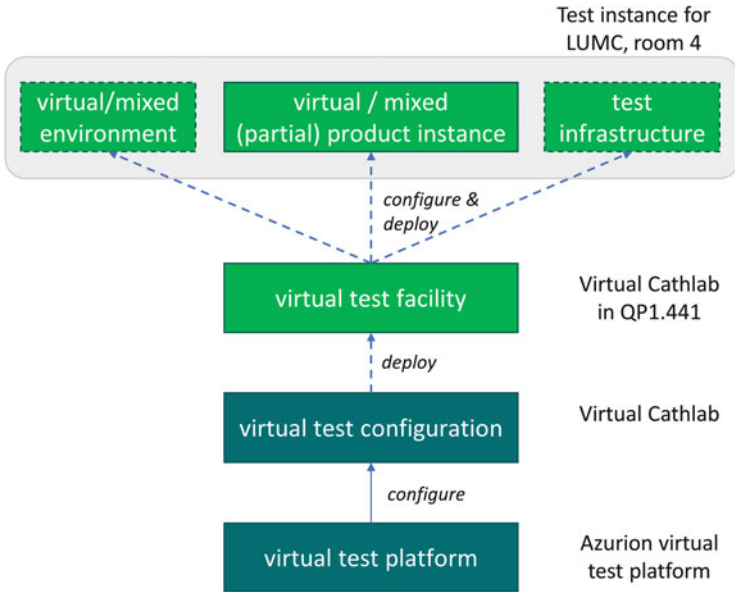 Test instance for
LUMC, room 4
virtual/mixed
environment
virtual / mixed
(partial) product instance
test
infrastructure
configure &
deploy
virtual test facility
Virtual Cathlab
in QP1.441
deploy
virtual test configuration
Virtual Cathlab
configure
virtual test platform
Azurion virtual
test platform